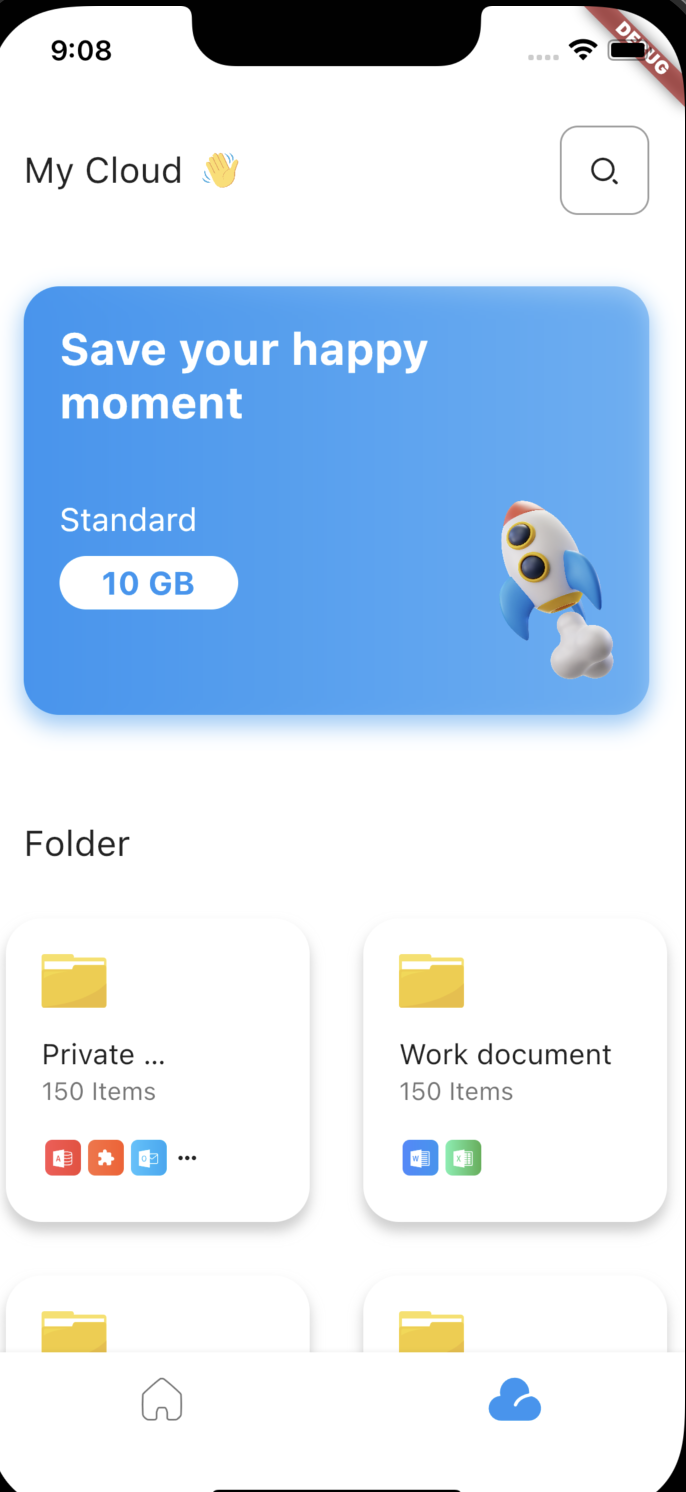 9:08
DEBUG
My Cloud 👋
Save your happy
moment
Standard
10 GB
Folder
Private ...
150 Items
A
O
Work document
150 Items
W
X